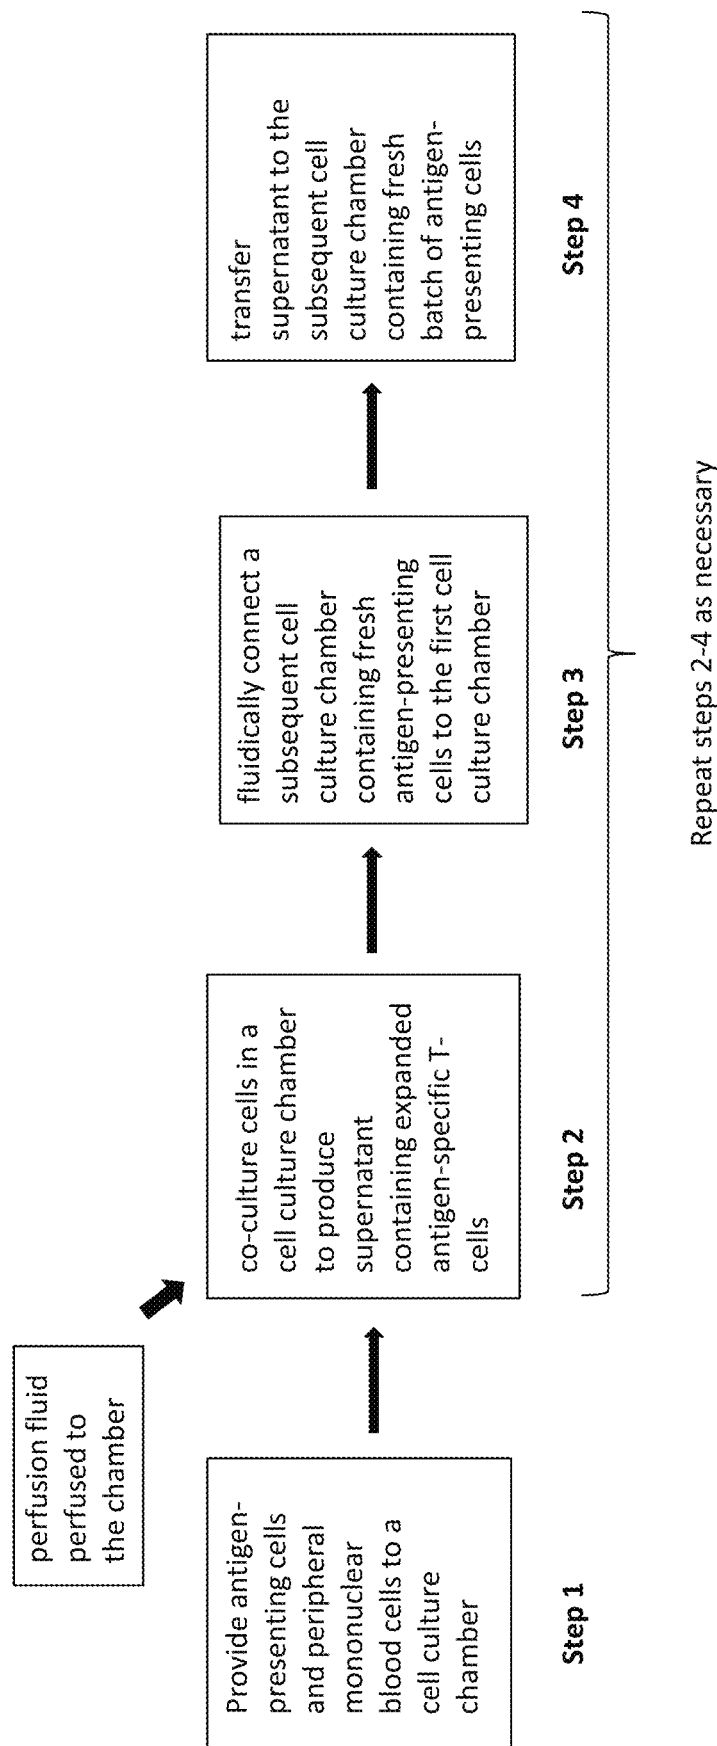 perfusion fluid
perfused to
the chamber
Provide antigen-
presenting cells
and peripheral
mononuclear
blood cells to a
cell culture
chamber
Step 1
co-culture cells in a
cell culture chamber
to produce
supernatant
containing expanded
antigen-specific T-
cells
Step 2
fluidically connect a
subsequent cell
culture chamber
containing fresh
antigen-presenting
cells to the first cell
culture chamber
Step 3
transfer
supernatant to the
subsequent cell
culture chamber
containing fresh
batch of antigen-
presenting cells
Step 4
Repeat steps 2-4 as necessary